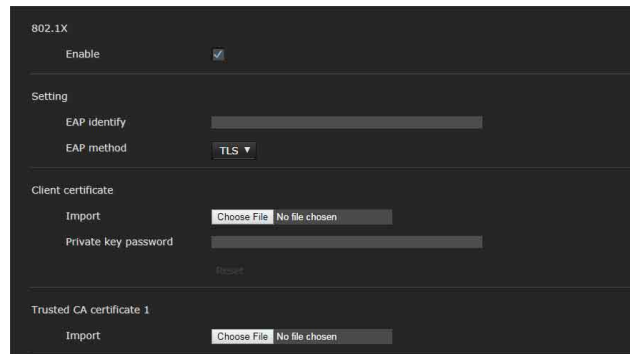 802.1X
Enable
Setting
EAP identify
EAP method TLS ▼
Client certificate
Import Choose File No file chosen
Private key password
Reset
Trusted CA certificate 1
Import Choose File No file chosen